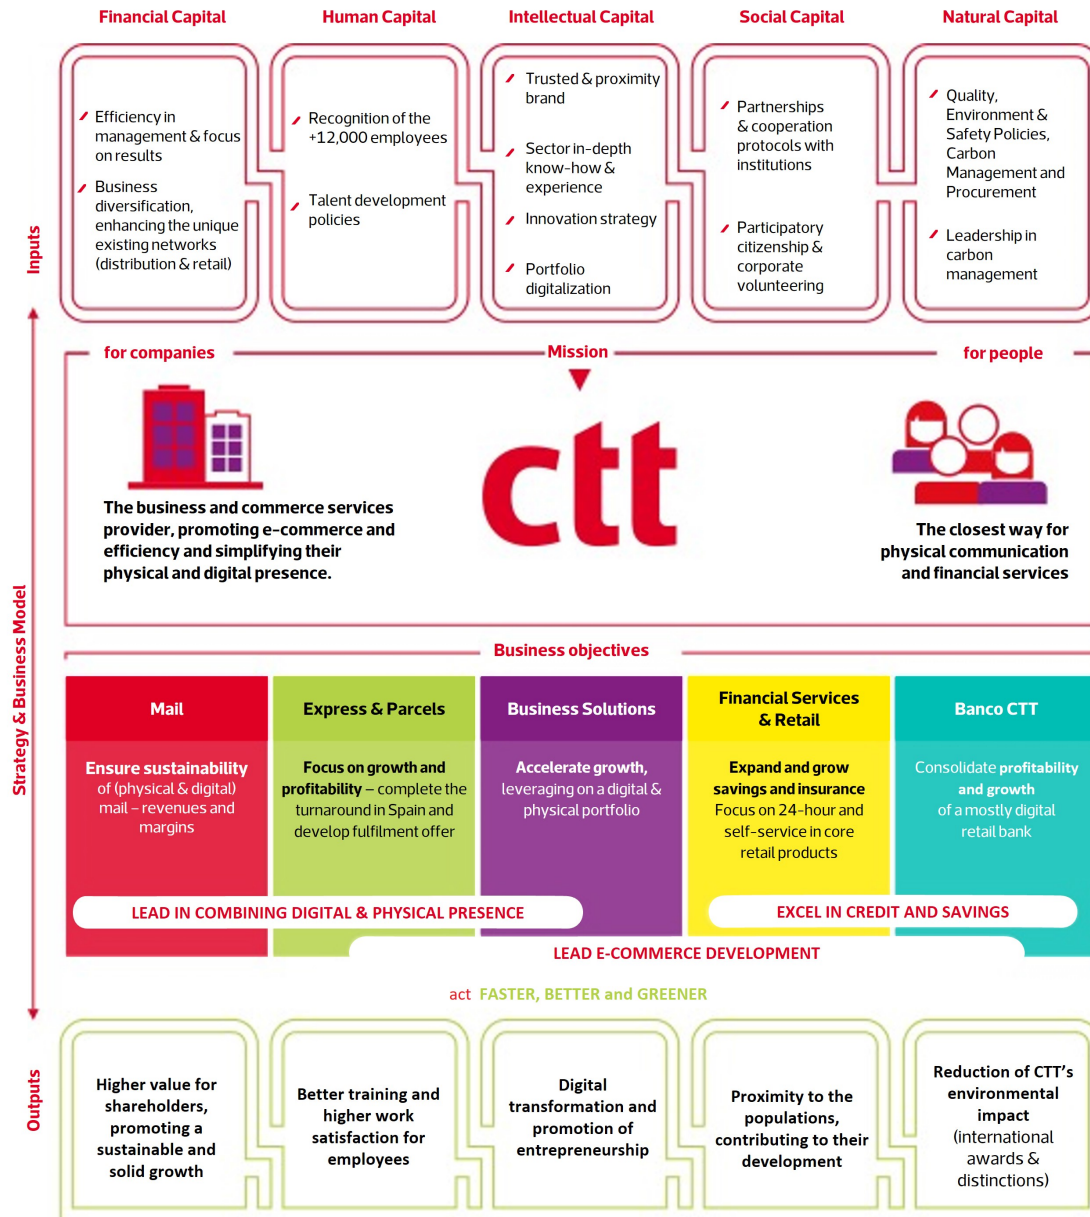 Financial Capital
Human Capital
Intellectual Capital
Social Capital
Natural Capital
Inputs
Efficiency in
management & focus
on results
Business
diversification,
enhancing the unique
existing networks
(distribution & retail)
Recognition of the
+12,000 employees
Talent development
policies
Trusted & proximity
brand
Sector in-depth
know-how &
experience
Innovation strategy
Portfolio
digitalization
Partnerships
& cooperation
protocols with
institutions
Participatory
citizenship &
corporate
volunteering
Quality,
Environment &
Safety Policies,
Carbon
Management and
Procurement
Leadership in
carbon
management
Strategy & Business Model
for companies
Mission
for people
ctt
The business and commerce services
provider, promoting e-commerce and
efficiency and simplifying their
physical and digital presence.
The closest way for
physical communication
and financial services
Business objectives
Mail
Ensure sustainability
of (physical & digital)
mail – revenues and
margins
Express & Parcels
Focus on growth and
profitability – complete the
turnaround in Spain and
develop fulfilment offer
Business Solutions
Accelerate growth,
leveraging on a digital &
physical portfolio
Financial Services
& Retail
Expand and grow
savings and insurance
Focus on 24-hour and
self-service in core
retail products
Banco CTT
Consolidate profitability
and growth
of a mostly digital
retail bank
LEAD IN COMBINING DIGITAL & PHYSICAL PRESENCE
EXCEL IN CREDIT AND SAVINGS
LEAD E-COMMERCE DEVELOPMENT
act FASTER, BETTER and GREENER
Outputs
Higher value for
shareholders,
promoting a
sustainable and
solid growth
Better training and
higher work
satisfaction for
employees
Digital
transformation and
promotion of
entrepreneurship
Proximity to the
populations,
contributing to their
development
Reduction of CTT's
environmental
impact
(international
awards &
distinctions)